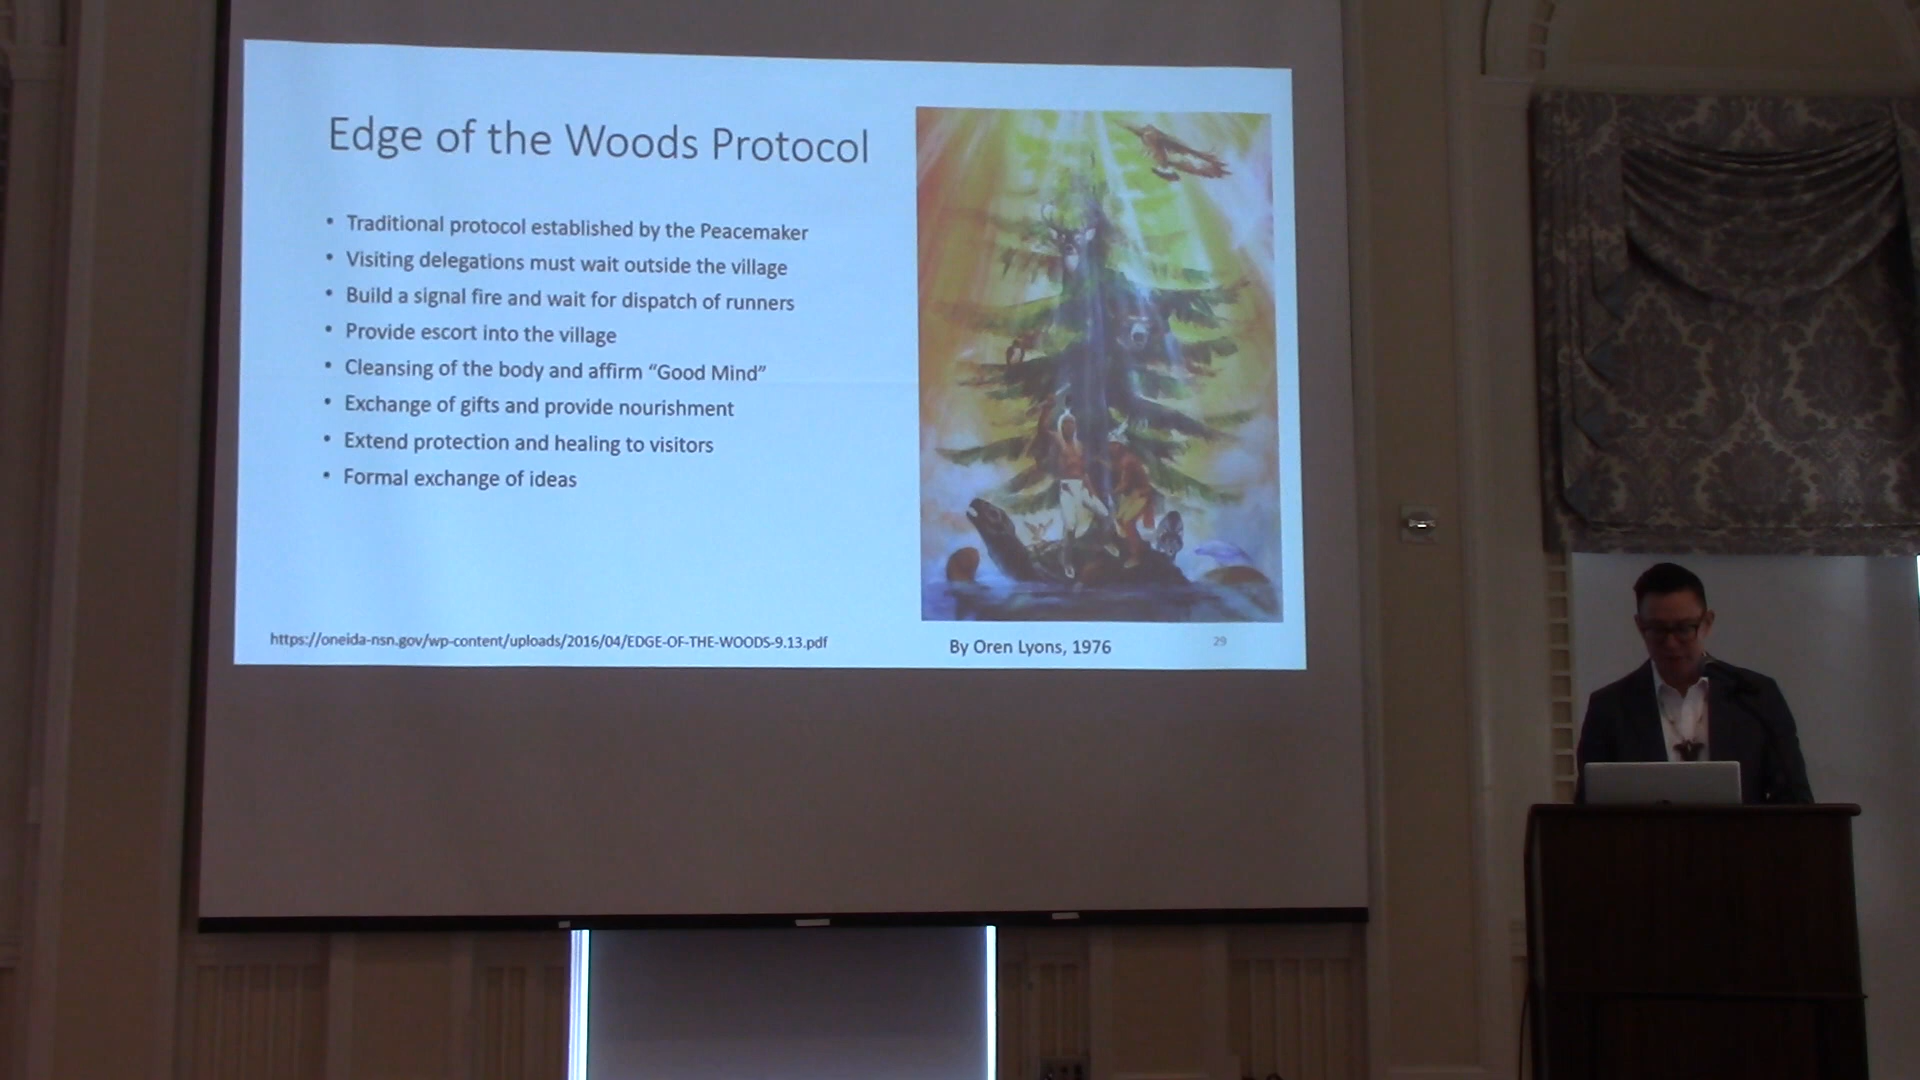 Edge of the Woods Protocol
• Traditional protocol established by the Peacemaker
• Visiting delegations must wait outside the village
• Build a signal fire and wait for dispatch of runners
• Provide escort into the village
• Cleansing of the body and affirm “Good Mind”
• Exchange of gifts and provide nourishment
• Extend protection and healing to visitors
• Formal exchange of ideas
https://oneida-nsn.gov/wp-content/uploads/2016/04/EDGE-OF-THE-WOODS-9.13.pdf
By Oren Lyons, 1976
29